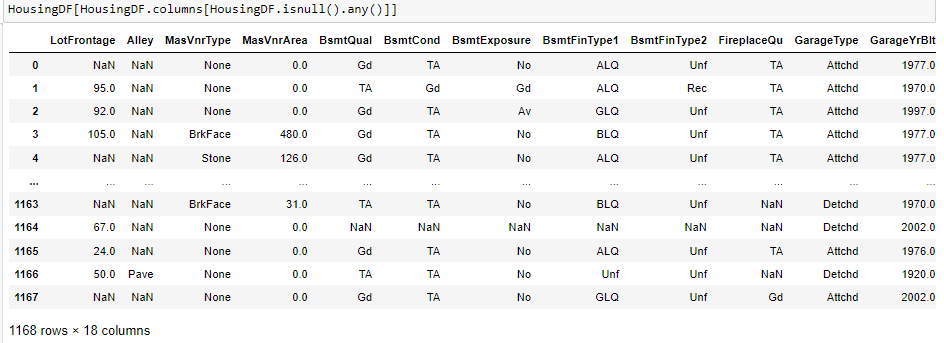 HousingDF[HousingDF.columns[HousingDF.isnull().any()]]
LotFrontage Alley MasVnrType MasVnrArea BsmtQual BsmtCond BsmtExposure BsmtFinType1 BsmtFinType2 FireplaceQu GarageType GarageYrBlt
0 NaN NaN None 0.0 Gd TA No ALQ Unf TA Attchd 1977.0
1 95.0 NaN None 0.0 TA Gd Gd ALQ Rec TA Attchd 1970.0
2 92.0 NaN None 0.0 Gd TA Av GLQ Unf TA Attchd 1997.0
3 105.0 NaN BrkFace 480.0 Gd TA No BLQ Unf TA Attchd 1977.0
4 NaN NaN Stone 126.0 Gd TA No ALQ Unf TA Attchd 1977.0
... ... ... ... ... ... ... ... ... ... ... ... ...
1163 NaN NaN BrkFace 31.0 TA TA No BLQ Unf NaN Detchd 1970.0
1164 67.0 NaN None 0.0 NaN NaN NaN NaN NaN NaN Detchd 2002.0
1165 24.0 NaN None 0.0 Gd TA No ALQ Unf TA Attchd 1976.0
1166 50.0 Pave None 0.0 TA TA No Unf Unf NaN Detchd 1920.0
1167 NaN NaN None 0.0 Gd TA No GLQ Unf Gd Attchd 2002.0
1168 rows × 18 columns